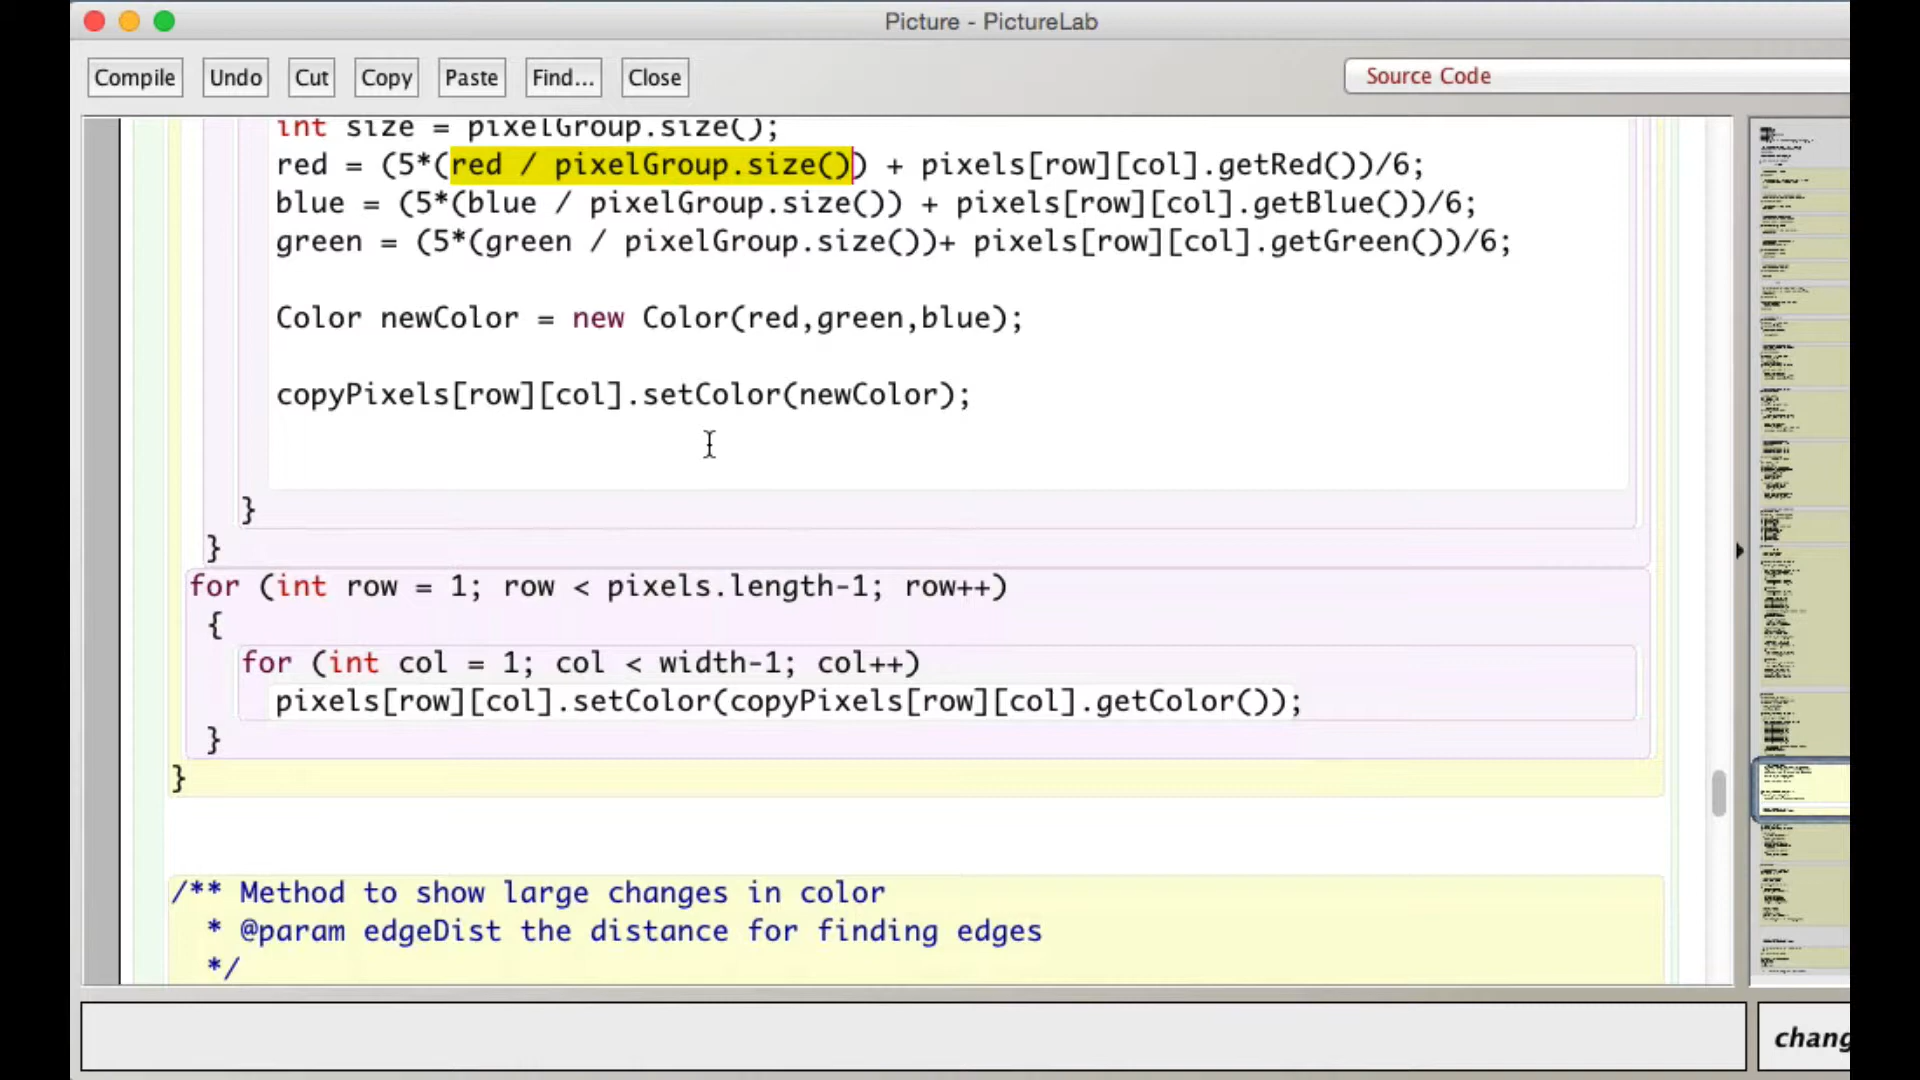 Picture - PictureLab
Compile Undo Cut Copy Paste Find... Close Source Code
int size = pixelGroup.size();
red = (5*(red / pixelGroup.size()) + pixels[row][col].getRed())/6;
blue = (5*(blue / pixelGroup.size()) + pixels[row][col].getBlue())/6;
green = (5*(green / pixelGroup.size())+ pixels[row][col].getGreen())/6;
Color newColor = new Color(red,green,blue);
copyPixels[row][col].setColor(newColor);
}
}
for (int row = 1; row < pixels.length-1; row++)
{
for (int col = 1; col < width-1; col++)
pixels[row][col].setColor(copyPixels[row][col].getColor());
}
}
/** Method to show large changes in color
* @param edgeDist the distance for finding edges
*/
chang